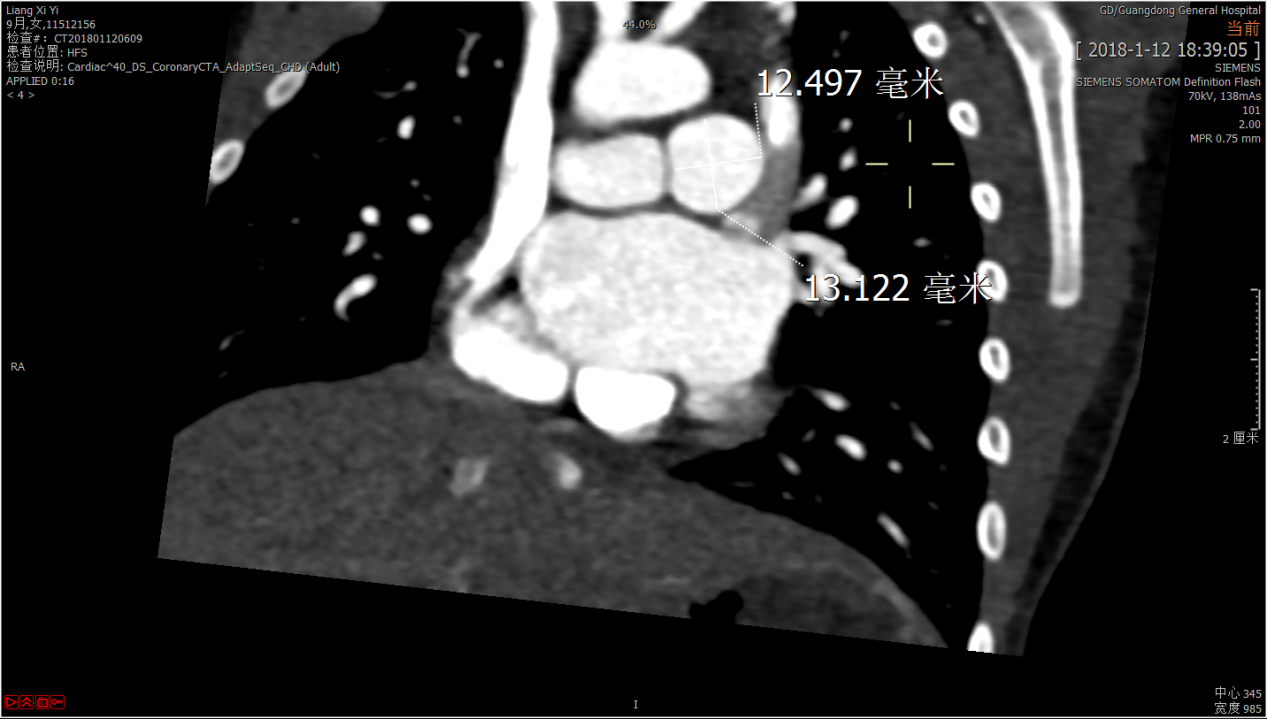 Liang Xi Yi
9月,女,11512156
检查#: CT201801120609
患者位置: HFS
检查说明: Cardiac^40_DS_CoronaryCTA_AdaptSeq_CHD (Adult)
APPLIED 0:16
< 4 >
44.0%
GD/Guangdong General Hospital
当前
[ 2018-1-12 18:39:05 ]
SIEMENS
SIEMENS SOMATOM Definition Flash
70kV, 138mAs
101
2.00
MPR 0.75 mm
12.497 毫米
13.122 毫米
RA
2 厘米
I
中心 345
宽度 985